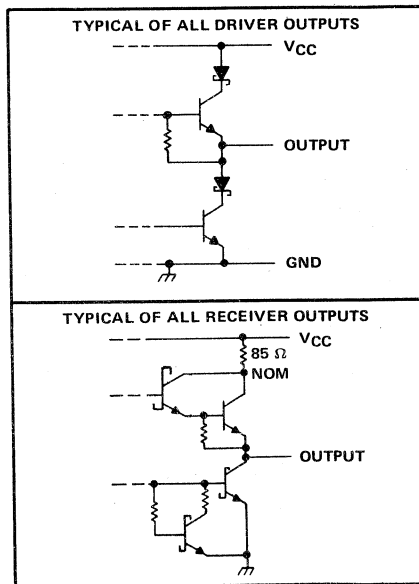 TYPICAL OF ALL DRIVER OUTPUTS
VCC
OUTPUT
GND
TYPICAL OF ALL RECEIVER OUTPUTS
VCC
85 Ω
NOM
OUTPUT